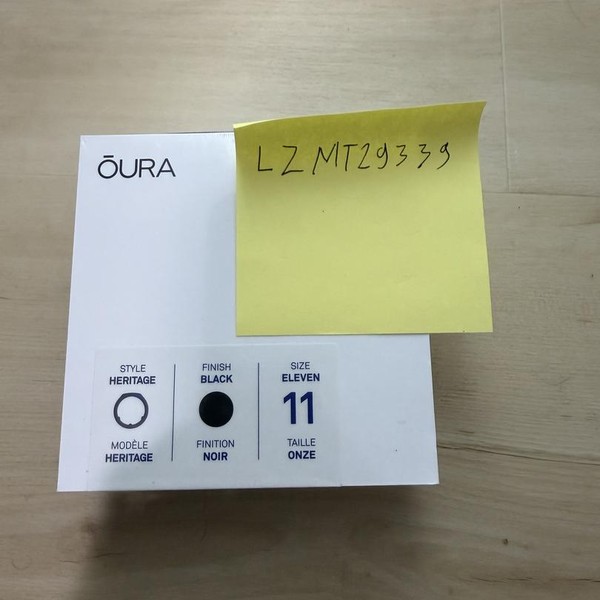 ŌURA
LZMT29339
STYLE
HERITAGE
MODÈLE
HERITAGE
FINISH
BLACK
FINITION
NOIR
SIZE
ELEVEN
11
TAILLE
ONZE